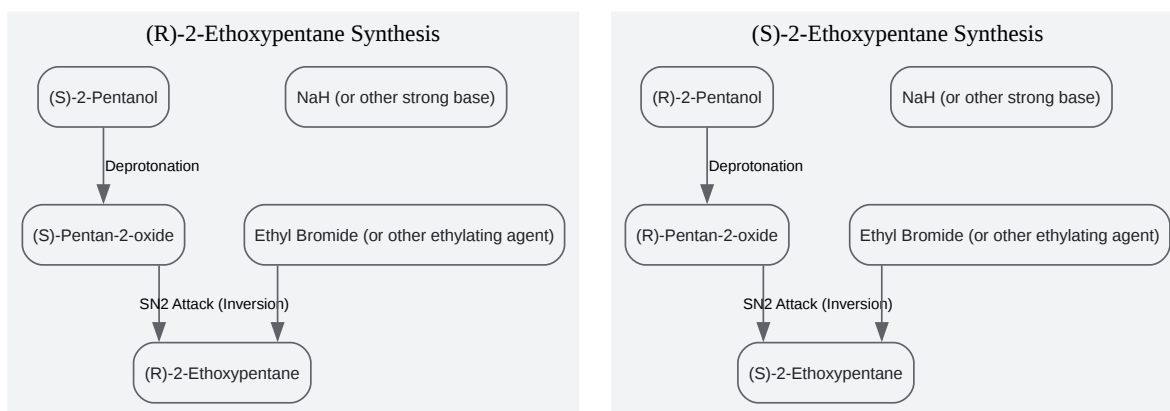 (R)-2-Ethoxypentane Synthesis
(S)-2-Pentanol
NaH (or other strong base)
Deprotonation
(S)-Pentan-2-oxide
Ethyl Bromide (or other ethylating agent)
SN2 Attack (Inversion)
(R)-2-Ethoxypentane
(S)-2-Ethoxypentane Synthesis
(R)-2-Pentanol
NaH (or other strong base)
Deprotonation
(R)-Pentan-2-oxide
Ethyl Bromide (or other ethylating agent)
SN2 Attack (Inversion)
(S)-2-Ethoxypentane